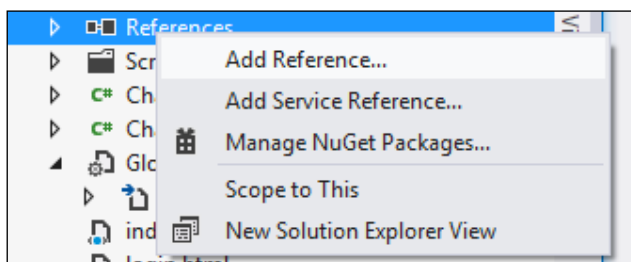 References
Add Reference...
Scr
Add Service Reference...
C# Ch
C# Ch
Manage NuGet Packages...
Glo
Scope to This
ind
New Solution Explorer View